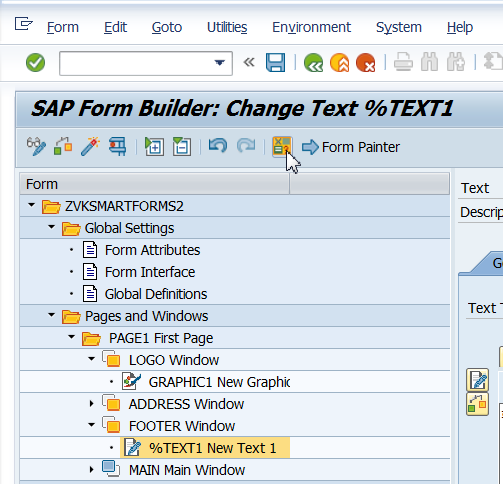 Form Edit Goto Utilities Environment System Help
SAP Form Builder: Change Text %TEXT1
Form Painter
Form
Text
ZVKSMARTFORMS2
Descrip
Global Settings
Form Attributes
G
Form Interface
Global Definitions
Text T
Pages and Windows
PAGE1 First Page
LOGO Window
GRAPHIC1 New Graphic
ADDRESS Window
FOOTER Window
%TEXT1 New Text 1
MAIN Main Window